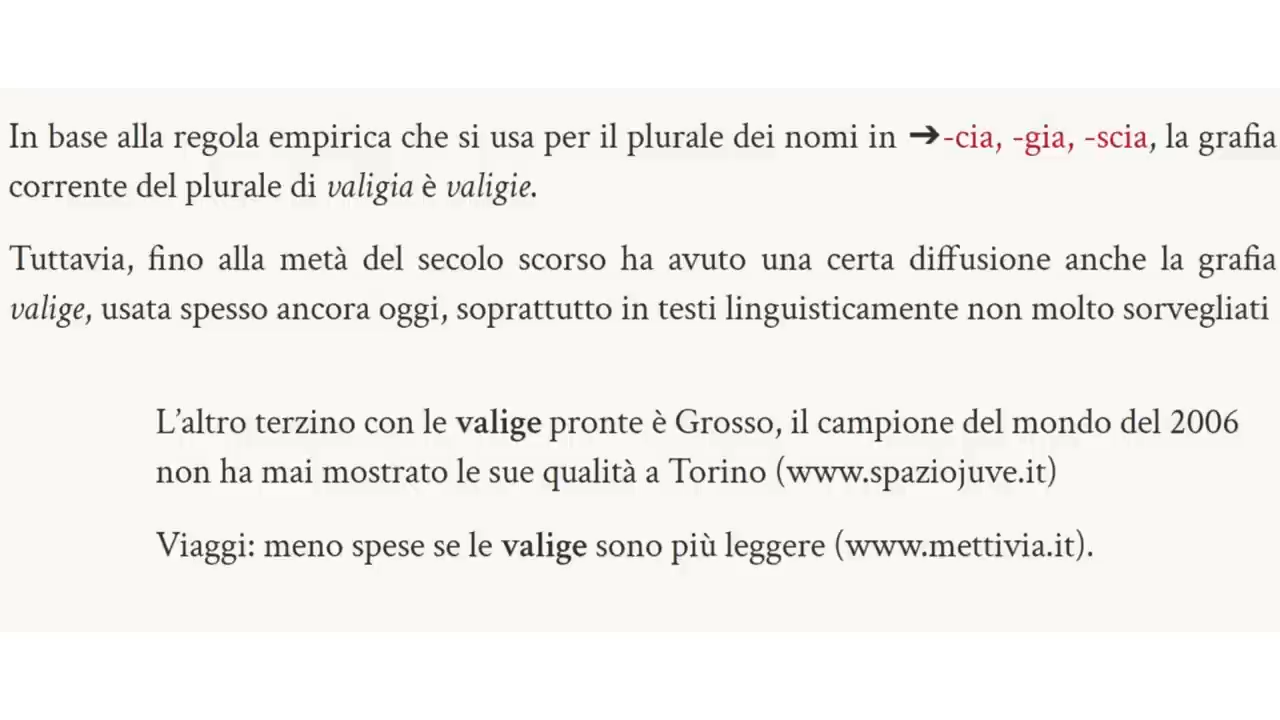 In base alla regola empirica che si usa per il plurale dei nomi in ➔-cia, -gia, -scia, la grafia
corrente del plurale di valigia è valigie.
Tuttavia, fino alla metà del secolo scorso ha avuto una certa diffusione anche la grafia
valige, usata spesso ancora oggi, soprattutto in testi linguisticamente non molto sorvegliati
L’altro terzino con le valige pronte è Grosso, il campione del mondo del 2006
non ha mai mostrato le sue qualità a Torino (www.spaziojuve.it)
Viaggi: meno spese se le valige sono più leggere (www.mettivia.it).